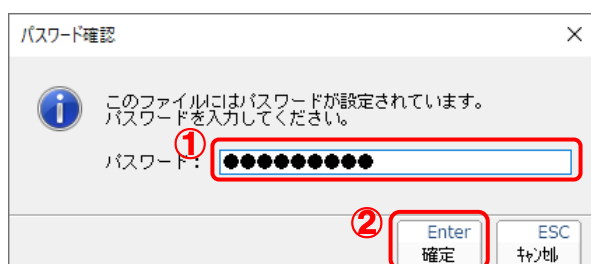 パスワード確認
このファイルにはパスワードが設定されています。
パスワードを入力してください。
①
パスワード： ●●●●●●●●●
②
Enter
確定
ESC
ｷｬﾝｾﾙ